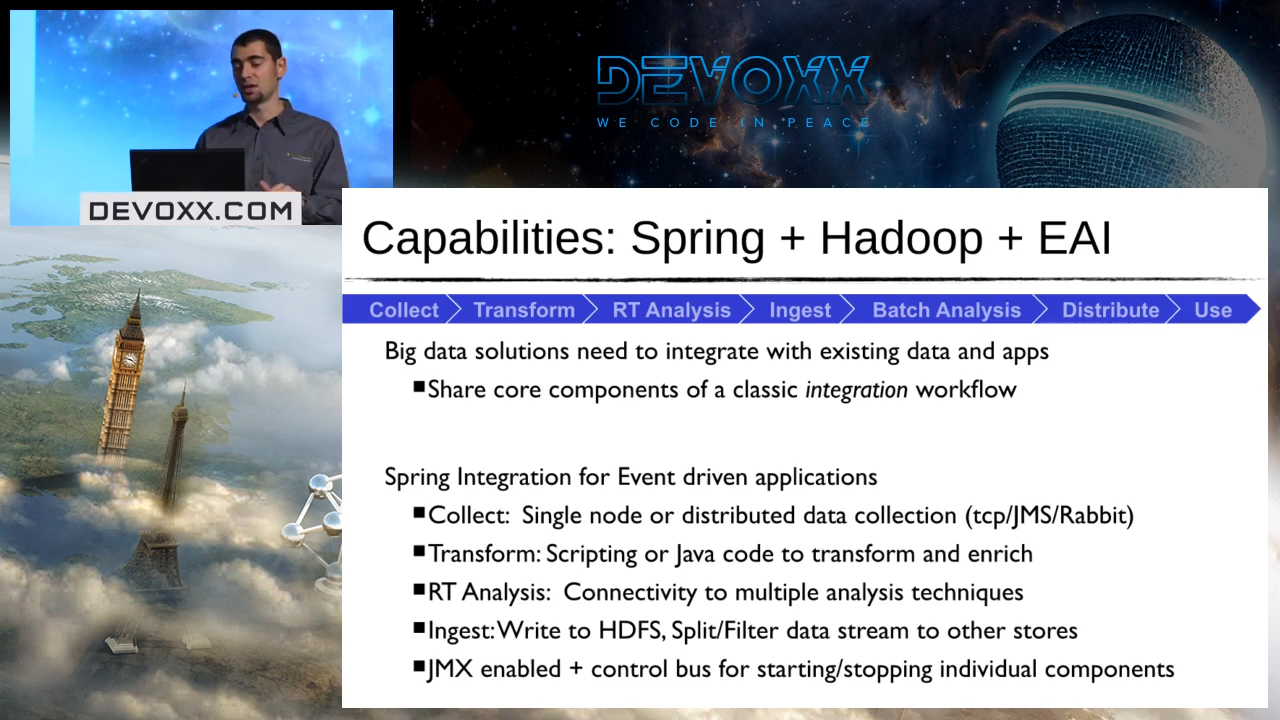 DEVOXX
WE CODE IN PEACE
DEVOXX.COM
Capabilities: Spring + Hadoop + EAI
Collect Transform RT Analysis Ingest Batch Analysis Distribute Use
Big data solutions need to integrate with existing data and apps
■Share core components of a classic integration workflow
Spring Integration for Event driven applications
■Collect: Single node or distributed data collection (tcp/JMS/Rabbit)
■Transform: Scripting or Java code to transform and enrich
■RT Analysis: Connectivity to multiple analysis techniques
■Ingest: Write to HDFS, Split/Filter data stream to other stores
■JMX enabled + control bus for starting/stopping individual components